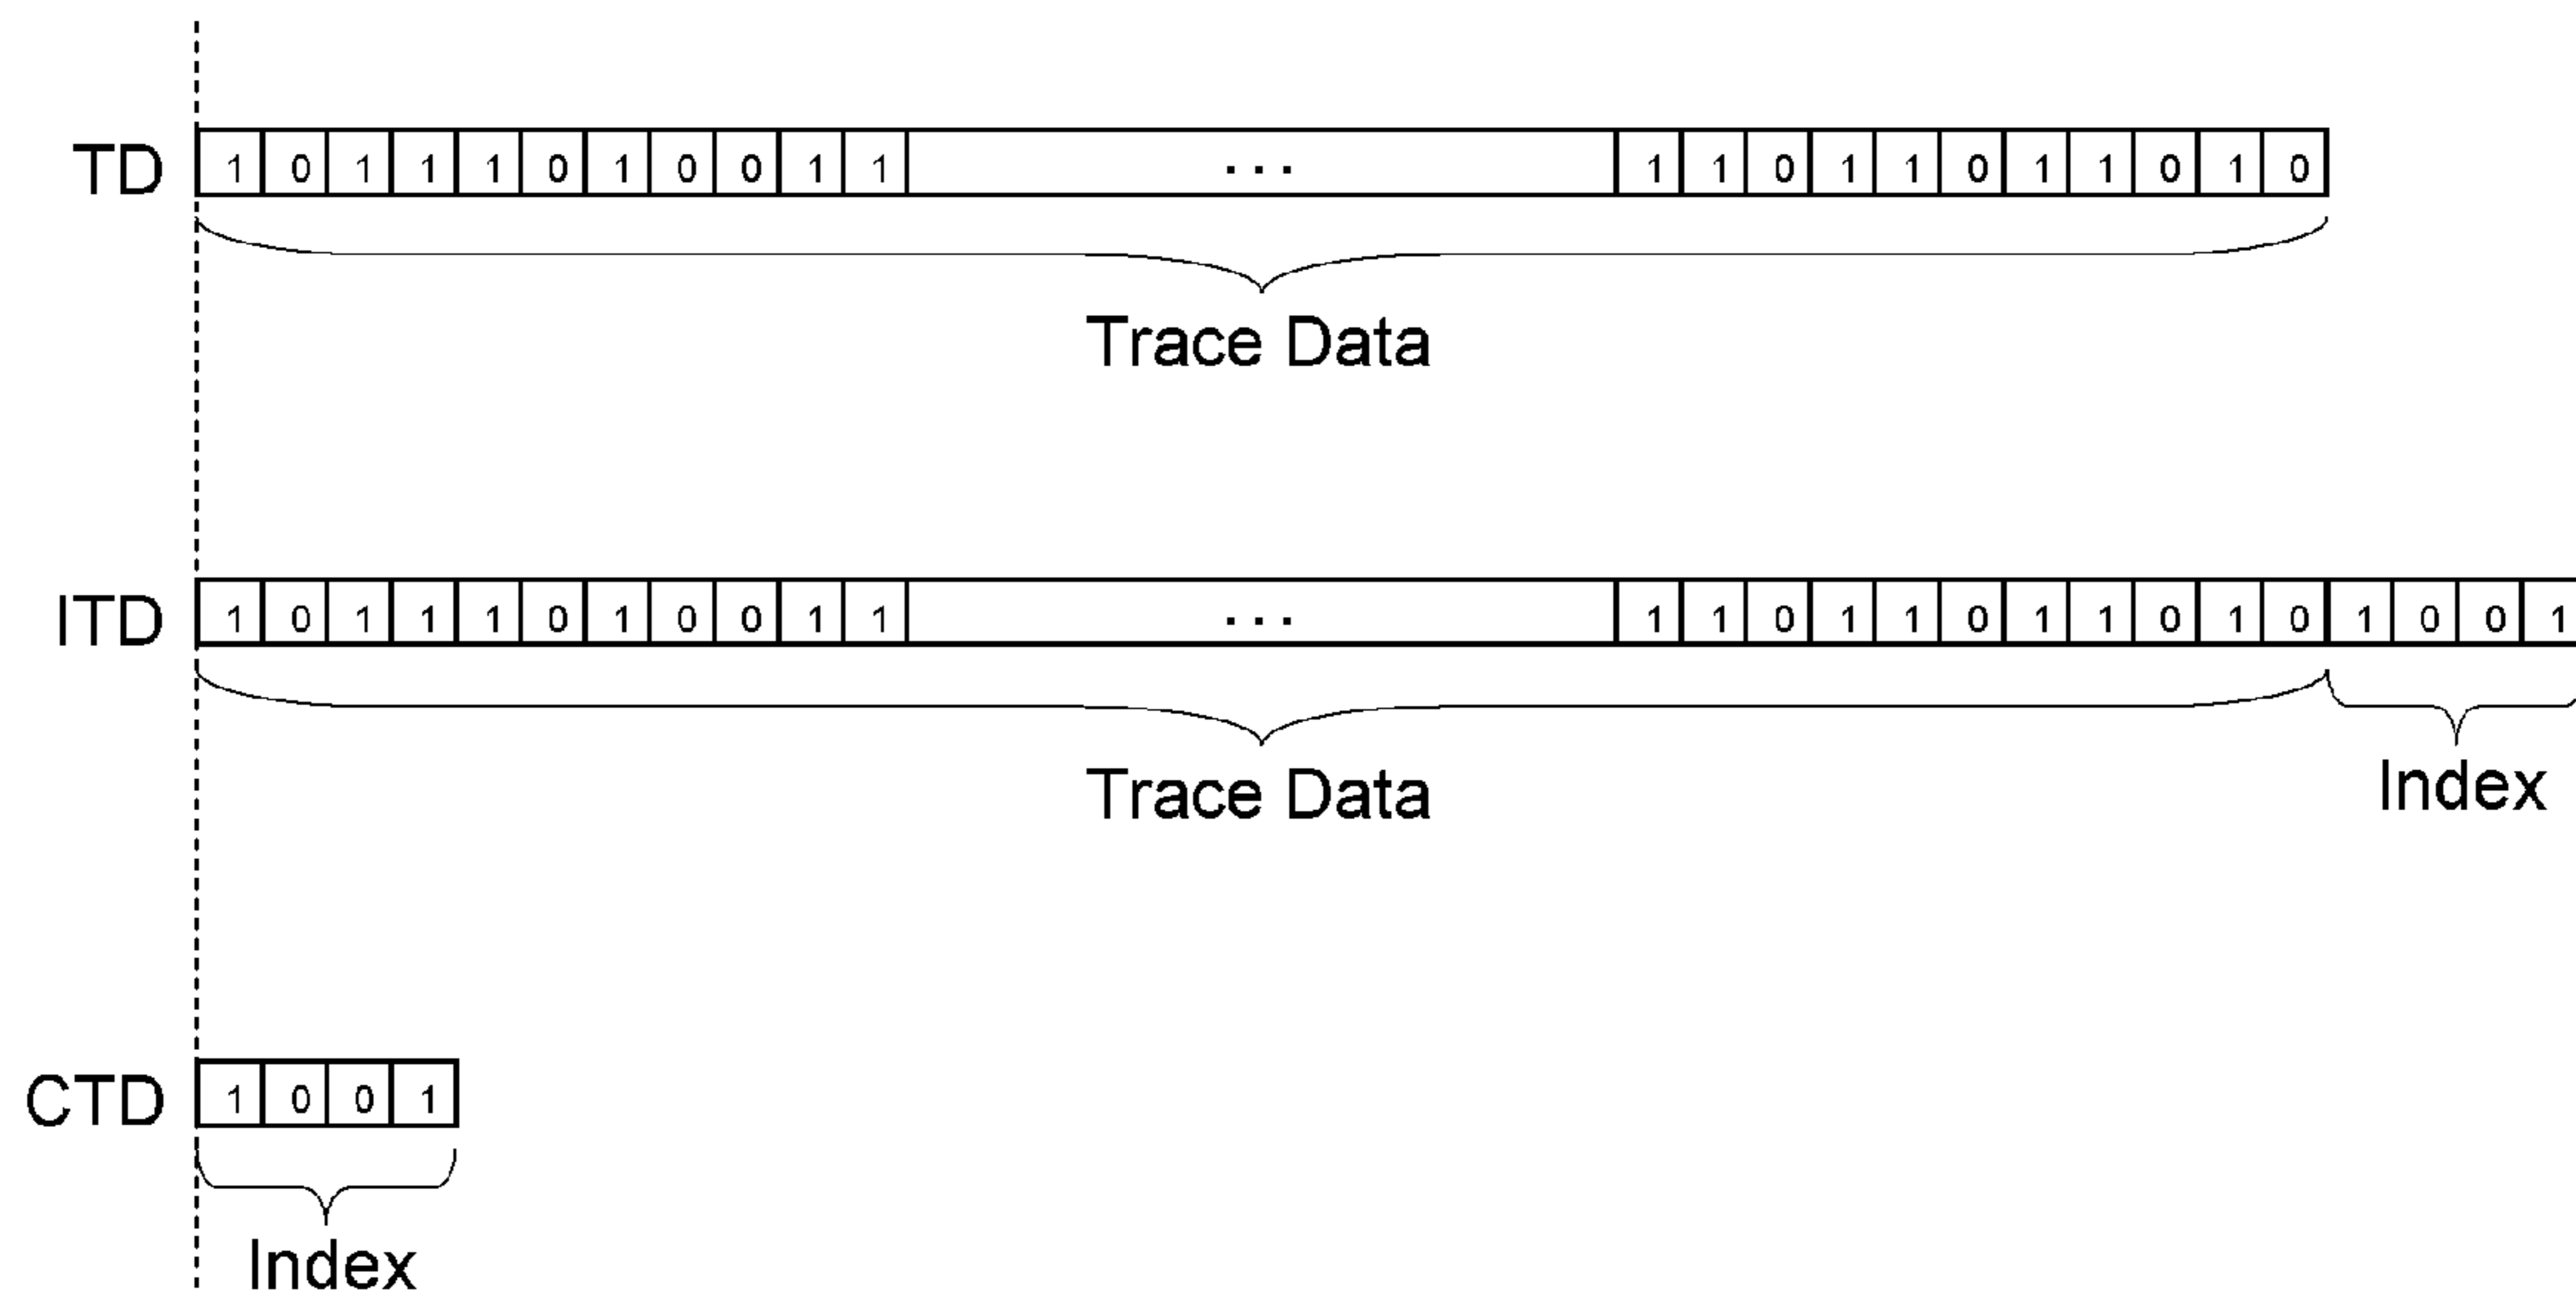 TD 1 0 1 1 1 0 1 0 0 1 1 ... 1 1 0 1 1 0 1 1 0 1 0
Trace Data
ITD 1 0 1 1 1 0 1 0 0 1 1 ... 1 1 0 1 1 0 1 1 0 1 0 1 0 0 1
Trace Data Index
CTD 1 0 0 1
Index